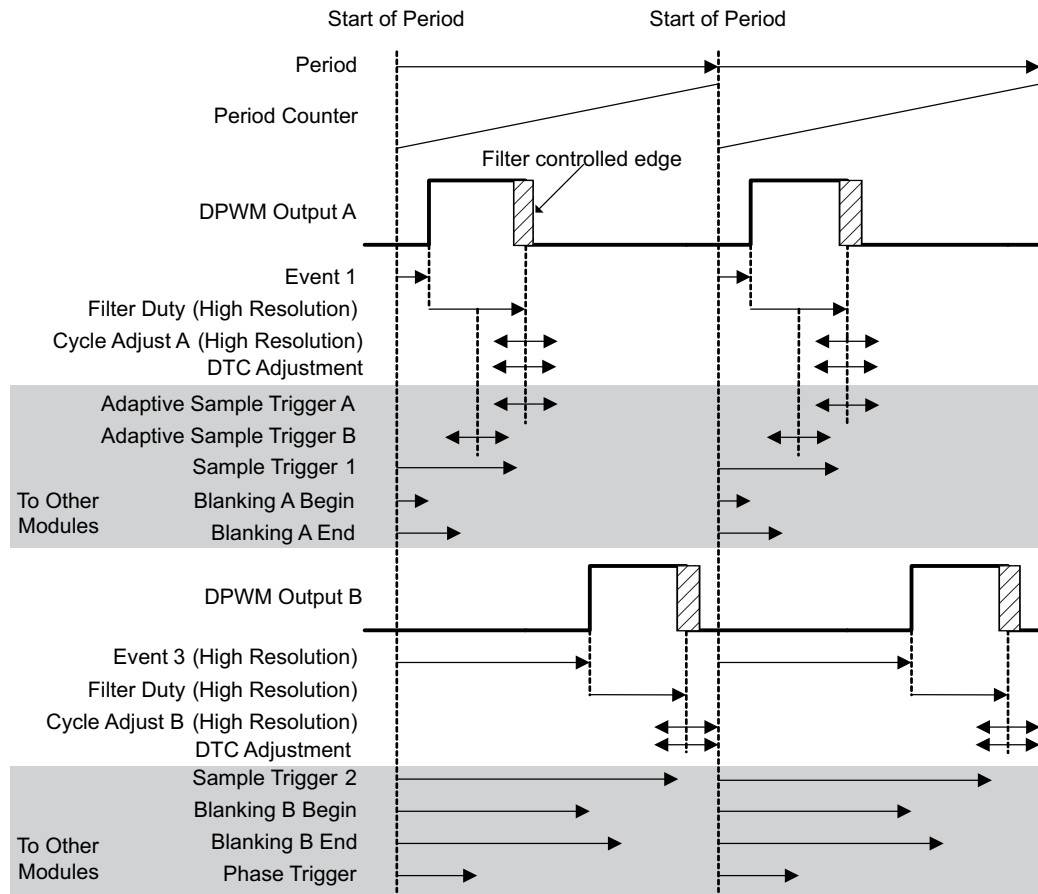 Start of Period
Start of Period
Period
Period Counter
Filter controlled edge
DPWM Output A
Event 1
Filter Duty (High Resolution)
Cycle Adjust A (High Resolution)
DTC Adjustment
Adaptive Sample Trigger A
Adaptive Sample Trigger B
Sample Trigger 1
To Other
Modules
Blanking A Begin
Blanking A End
DPWM Output B
Event 3 (High Resolution)
Filter Duty (High Resolution)
Cycle Adjust B (High Resolution)
DTC Adjustment
Sample Trigger 2
Blanking B Begin
To Other
Modules
Blanking B End
Phase Trigger